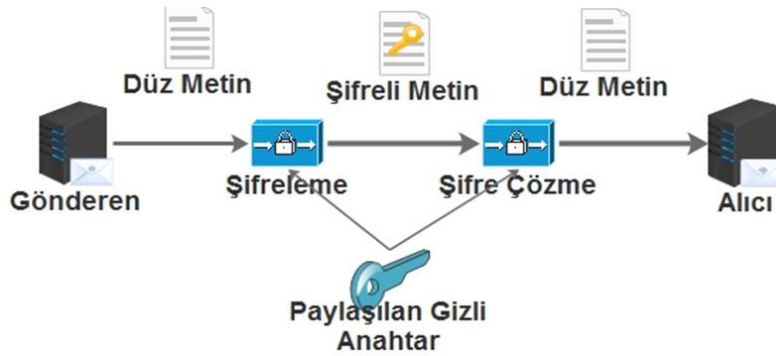 Düz Metin
Şifreli Metin
Düz Metin
Gönderen
Şifreleme
Şifre Çözme
Alıcı
Paylaşılan Gizli
Anahtar